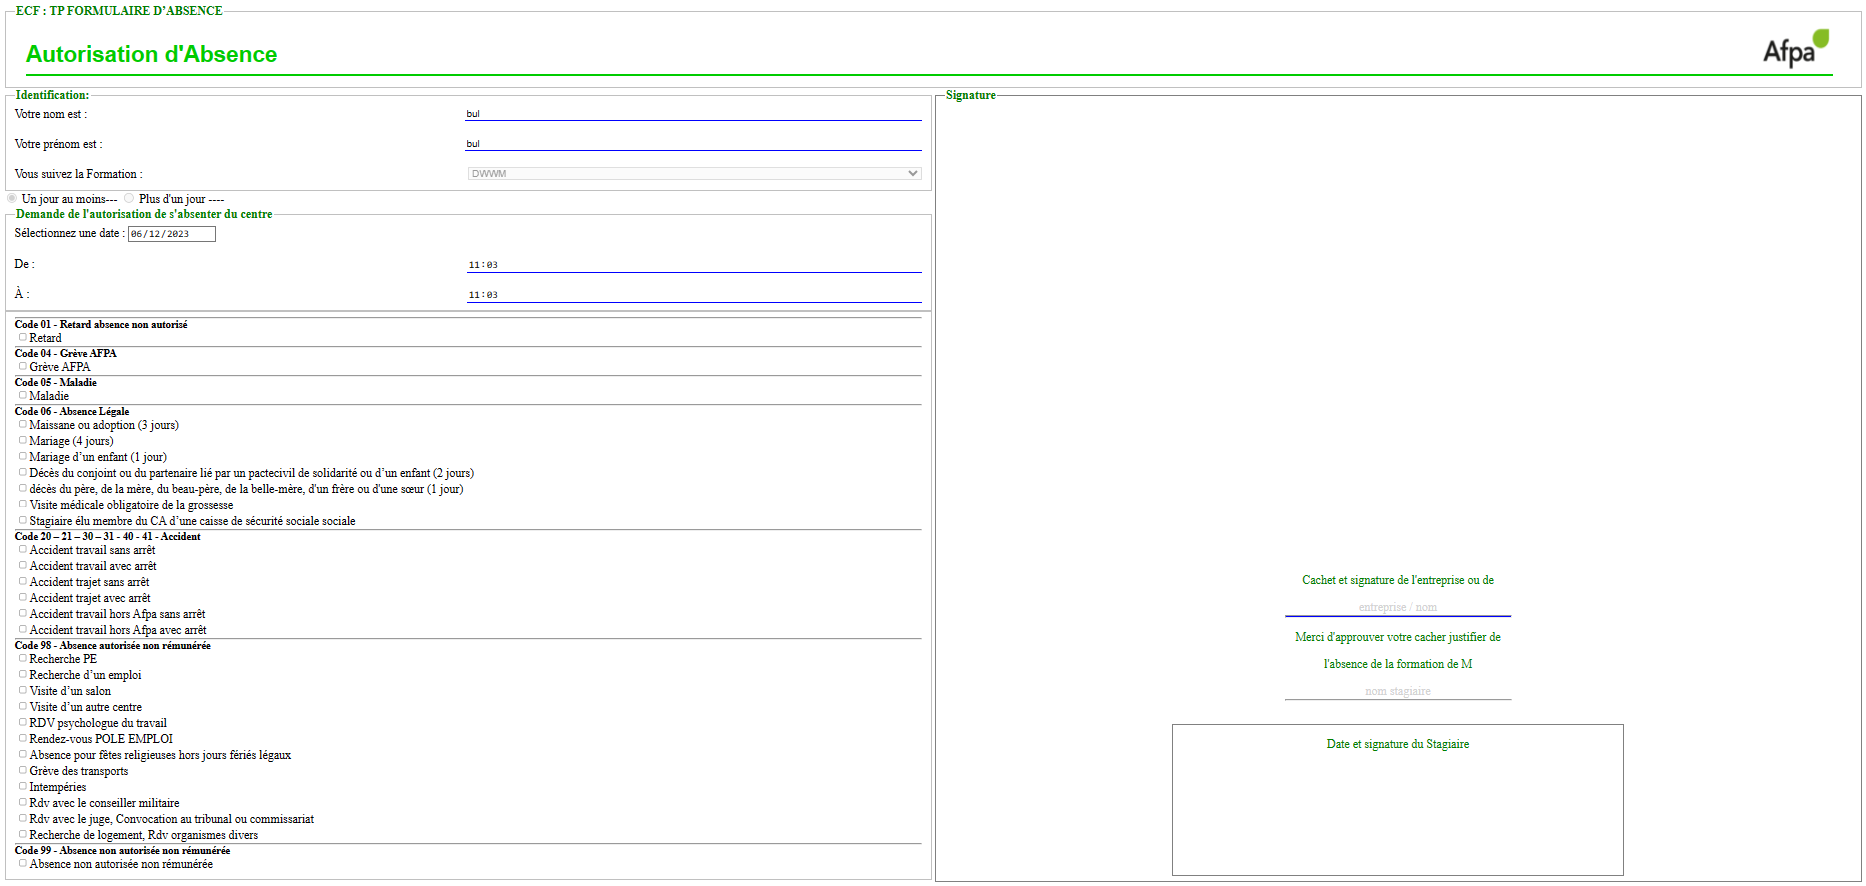 ECF : TP FORMULAIRE D’ABSENCE
Autorisation d'Absence
Afpa
Identification:
Votre nom est :
bul
Votre prénom est :
bul
Vous suivez la Formation :
DWWM
Un jour au moins--- Plus d'un jour ----
Demande de l'autorisation de s'absenter du centre
Sélectionnez une date : 06/12/2023
De :
11:03
À :
11:03
Code 01 - Retard absence non autorisé
Retard
Code 04 - Grève AFPA
Grève AFPA
Code 05 - Maladie
Maladie
Code 06 - Absence Légale
Maissane ou adoption (3 jours)
Mariage (4 jours)
Mariage d’un enfant (1 jour)
Décès du conjoint ou du partenaire lié par un pactecivil de solidarité ou d’un enfant (2 jours)
décès du père, de la mère, du beau-père, de la belle-mère, d'un frère ou d'une sœur (1 jour)
Visite médicale obligatoire de la grossesse
Stagiaire élu membre du CA d’une caisse de sécurité sociale sociale
Code 20 – 21 – 30 – 31 - 40 - 41 - Accident
Accident travail sans arrêt
Accident travail avec arrêt
Accident trajet sans arrêt
Accident trajet avec arrêt
Accident travail hors Afpa sans arrêt
Accident travail hors Afpa avec arrêt
Code 98 - Absence autorisée non rémunérée
Recherche PE
Recherche d’un emploi
Visite d’un salon
Visite d’un autre centre
RDV psychologue du travail
Rendez-vous POLE EMPLOI
Absence pour fêtes religieuses hors jours fériés légaux
Grève des transports
Intempéries
Rdv avec le conseiller militaire
Rdv avec le juge, Convocation au tribunal ou commissariat
Recherche de logement, Rdv organismes divers
Code 99 - Absence non autorisée non rémunérée
Absence non autorisée non rémunérée
Signature
Cachet et signature de l'entreprise ou de
entreprise / nom
Merci d'approuver votre cacher justifier de
l'absence de la formation de M
nom stagiaire
Date et signature du Stagiaire